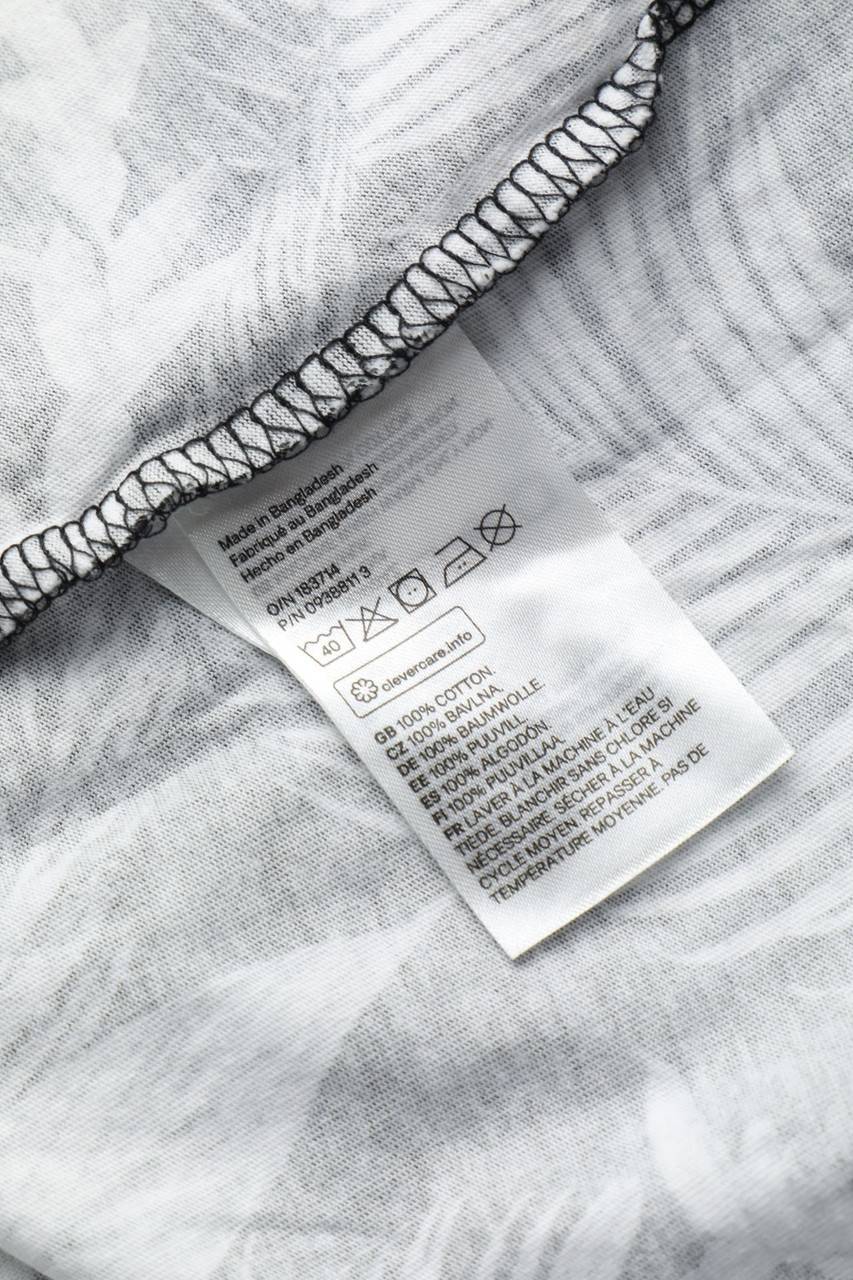 Made in Bangladesh
Fabriqué au Bangladesh
Hecho en Bangladesh
O/N 183714
P/N 0938811 3
40
clevercare.info
GB 100% COTTON.
CZ 100% BAVLNA.
DE 100% BAUMWOLLE.
EE 100% PUUVILL.
ES 100% ALGODÓN.
FI 100% PUUVILLAA.
FR LAVER À LA MACHINE À L'EAU
TIÈDE. BLANCHIR SANS CHLORE SI
NÉCESSAIRE. SÉCHER À LA MACHINE
CYCLE MOYEN. REPASSER À
TEMPÉRATURE MOYENNE. PAS DE